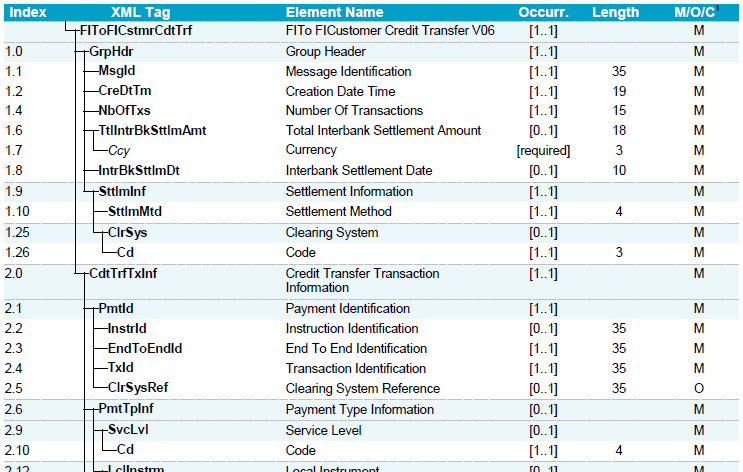 Index XML Tag Element Name Occurr. Length M/O/C¹
FIToFICstmrCdtTrf FITo FICustomer Credit Transfer V06 [1..1] M
1.0 GrpHdr Group Header [1..1] M
1.1 MsgId Message Identification [1..1] 35 M
1.2 CreDtTm Creation Date Time [1..1] 19 M
1.4 NbOfTxs Number Of Transactions [1..1] 15 M
1.6 TtlIntrBkSttlmAmt Total Interbank Settlement Amount [0..1] 18 M
1.7 Ccy Currency [required] 3 M
1.8 IntrBkSttlmDt Interbank Settlement Date [0..1] 10 M
1.9 SttlmInf Settlement Information [1..1] M
1.10 SttlmMtd Settlement Method [1..1] 4 M
1.25 ClrSys Clearing System [0..1] M
1.26 Cd Code [1..1] 3 M
2.0 CdtTrfTxInf Credit Transfer Transaction [1..1] M
Information
2.1 PmtId Payment Identification [1..1] M
2.2 InstrId Instruction Identification [0..1] 35 M
2.3 EndToEndId End To End Identification [1..1] 35 M
2.4 TxId Transaction Identification [1..1] 35 M
2.5 ClrSysRef Clearing System Reference [0..1] 35 O
2.6 PmtTpInf Payment Type Information [0..1] M
2.9 SvcLvl Service Level [0..1] M
2.10 Cd Code [1..1] 4 M
2.12 LclInstrm Local Instrument [0..1] M